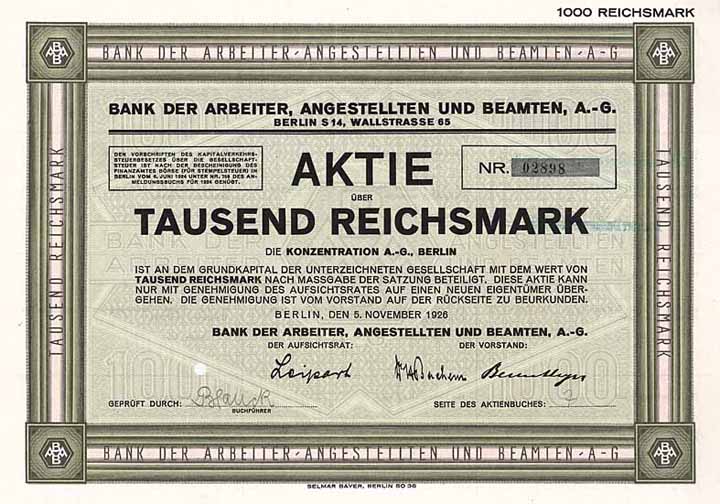 1000 REICHSMARK
BANK DER ARBEITER, ANGESTELLTEN UND BEAMTEN, A-G
BANK DER ARBEITER, ANGESTELLTEN UND BEAMTEN, A.-G.
BERLIN S 14, WALLSTRASSE 65
DEN VORSCHRIFTEN DES KAPITALVERKEHR-
STEUERGESETZES ÜBER DIE GESELLSCHAFT-
STEUER IST NACH DER BESCHEINIGUNG DES
FINANZAMTES BÖRSE (FÜR STEMPELSTEUER) IN
BERLIN VOM 6. JUNI 1924 UNTER NR. 756 DES AN-
MELDUNGSBUCHS FÜR 1924 GENÜGT.
AKTIE
NR. 02898
ÜBER
TAUSEND REICHSMARK
DIE KONZENTRATION A.-G., BERLIN
IST AN DEM GRUNDKAPITAL DER UNTERZEICHNETEN GESELLSCHAFT MIT DEM WERT VON
TAUSEND REICHSMARK NACH MASSGABE DER SATZUNG BETEILIGT. DIESE AKTIE KANN
NUR MIT GENEHMIGUNG DES AUFSICHTSRATES AUF EINEN NEUEN EIGENTÜMER ÜBER-
GEHEN. DIE GENEHMIGUNG IST VOM VORSTAND AUF DER RÜCKSEITE ZU BEURKUNDEN.
BERLIN, DEN 5. NOVEMBER 1926
BANK DER ARBEITER, ANGESTELLTEN UND BEAMTEN, A.-G.
DER AUFSICHTSRAT:
DER VORSTAND:
Leipart
GEPRÜFT DURCH:
BUCHFÜHRER
SEITE DES AKTIENBUCHES: 7
TAUSEND REICHSMARK
TAUSEND REICHSMARK
BANK DER ARBEITER, ANGESTELLTEN UND BEAMTEN, A-G
SELMAR BAYER, BERLIN SO 36